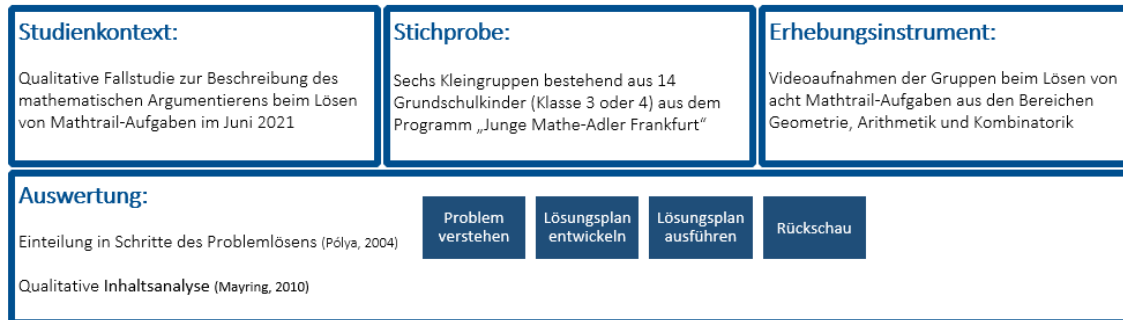 Studienkontext:
Qualitative Fallstudie zur Beschreibung des
mathematischen Argumentierens beim Lösen
von Mathtrail-Aufgaben im Juni 2021
Stichprobe:
Sechs Kleingruppen bestehend aus 14
Grundschulkinder (Klasse 3 oder 4) aus dem
Programm „Junge Mathe-Adler Frankfurt“
Erhebungsinstrument:
Videoaufnahmen der Gruppen beim Lösen von
acht Mathtrail-Aufgaben aus den Bereichen
Geometrie, Arithmetik und Kombinatorik
Auswertung:
Einteilung in Schritte des Problemlösens (Pólya, 2004)
Problem
verstehen
Lösungsplan
entwickeln
Lösungsplan
ausführen
Rückschau
Qualitative Inhaltsanalyse (Mayring, 2010)